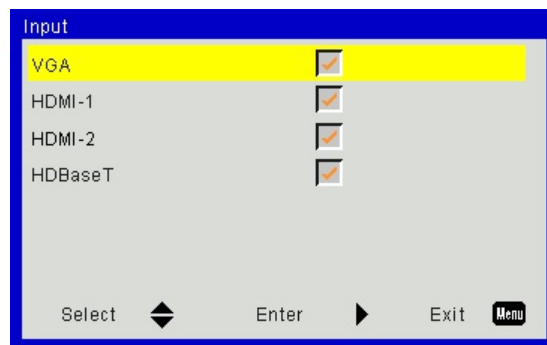 Input
VGA
HDMI-1
HDMI-2
HDBaseT
Select Enter Exit Menu